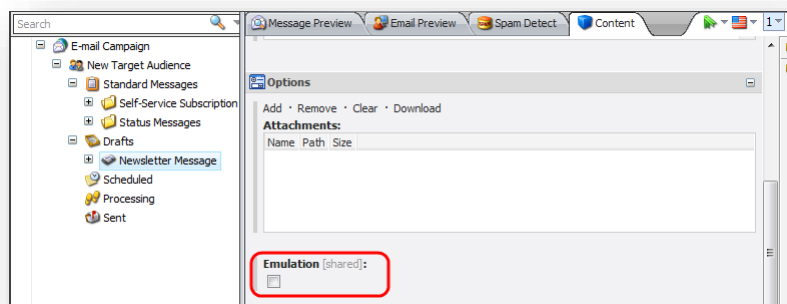 Search
Message Preview Email Preview Spam Detect Content 1
E-mail Campaign
New Target Audience
Standard Messages
Self-Service Subscription
Status Messages
Drafts
Newsletter Message
Scheduled
Processing
Sent
Options
Add · Remove · Clear · Download
Attachments:
Name Path Size
Emulation [shared]: